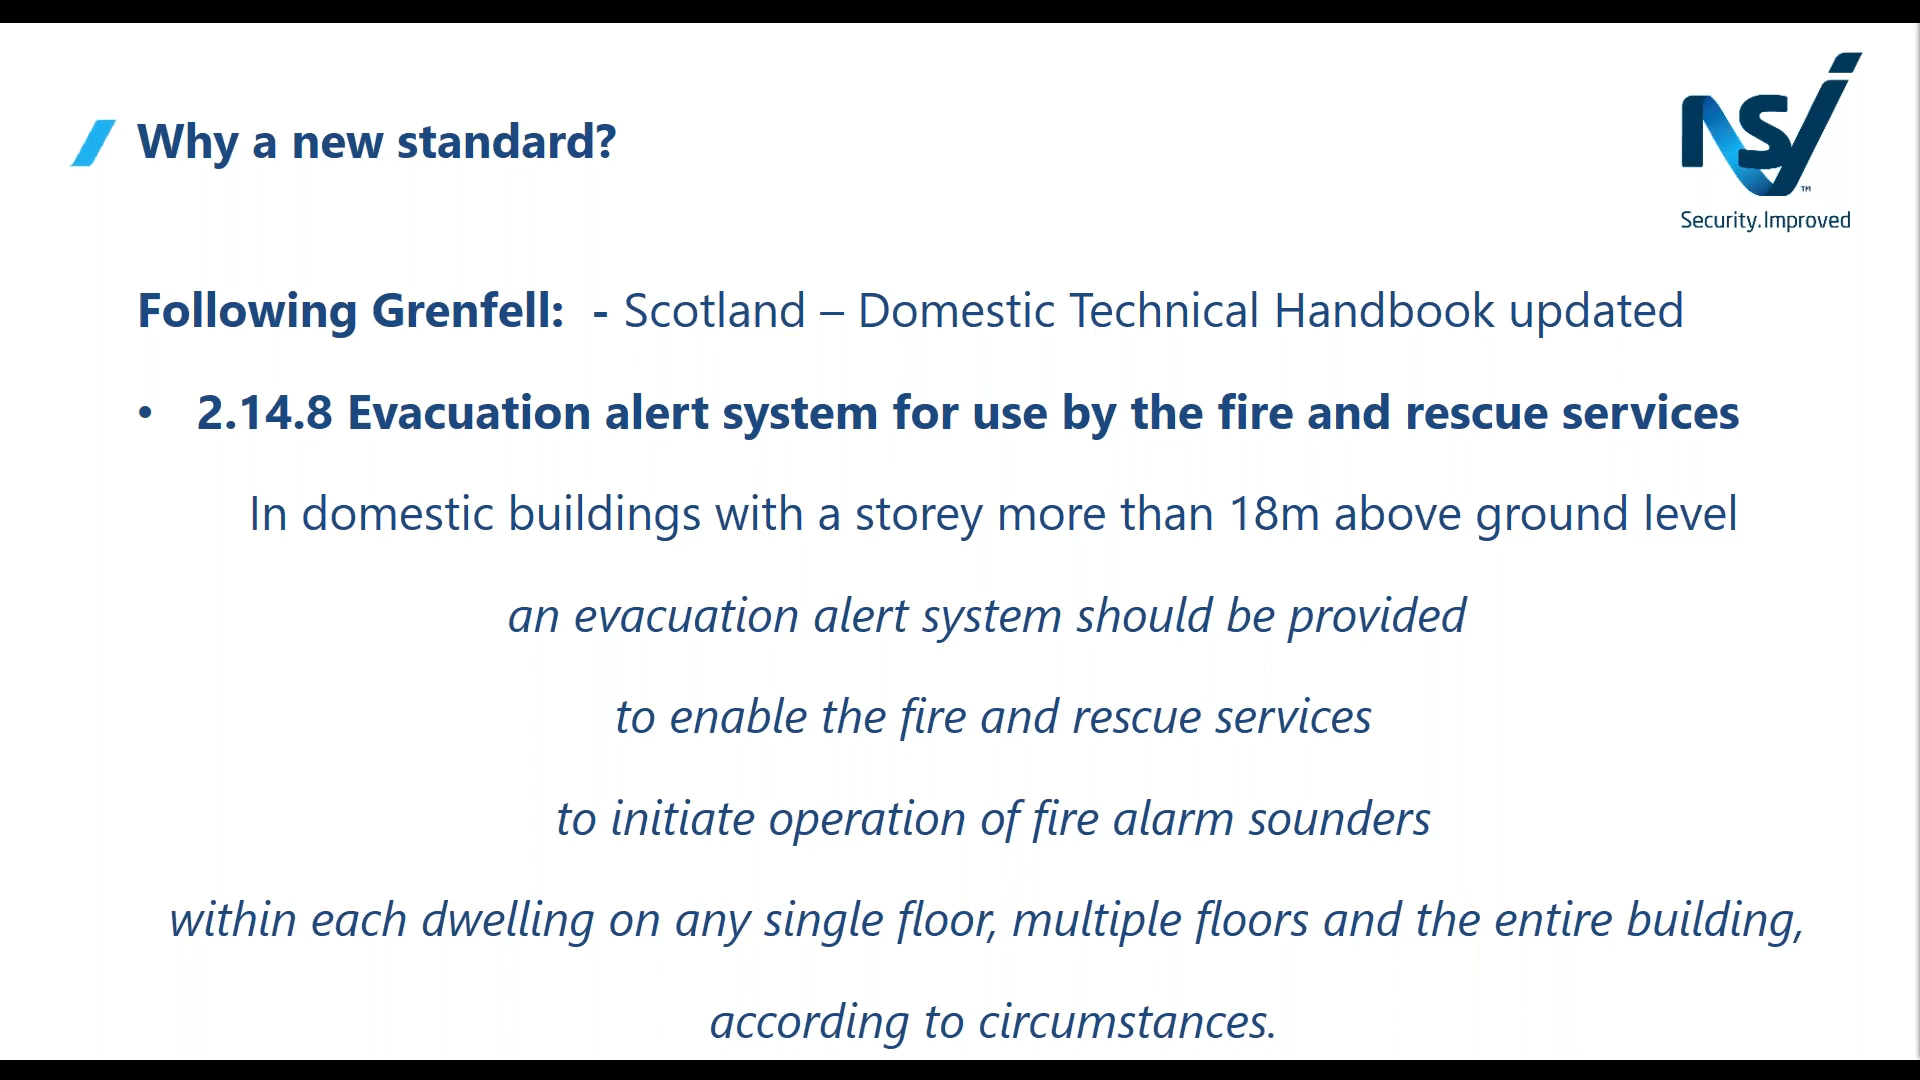 Why a new standard?
NSI
TM
Security.Improved
Following Grenfell:  - Scotland – Domestic Technical Handbook updated
• 2.14.8 Evacuation alert system for use by the fire and rescue services
In domestic buildings with a storey more than 18m above ground level
an evacuation alert system should be provided
to enable the fire and rescue services
to initiate operation of fire alarm sounders
within each dwelling on any single floor, multiple floors and the entire building,
according to circumstances.